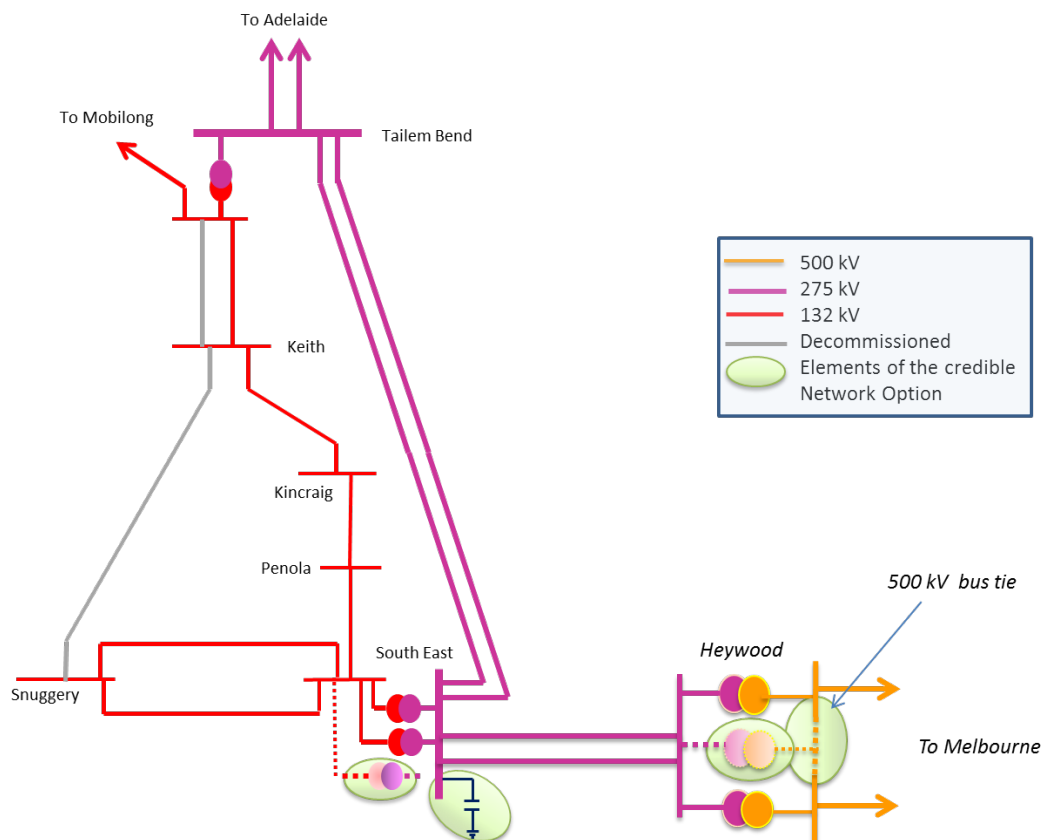 To Adelaide
To Mobilong
Tailem Bend
500 kV
275 kV
132 kV
Decommissioned
Elements of the credible
Network Option
Keith
Kincraig
Penola
500 kV  bus tie
South East
Heywood
Snuggery
To Melbourne